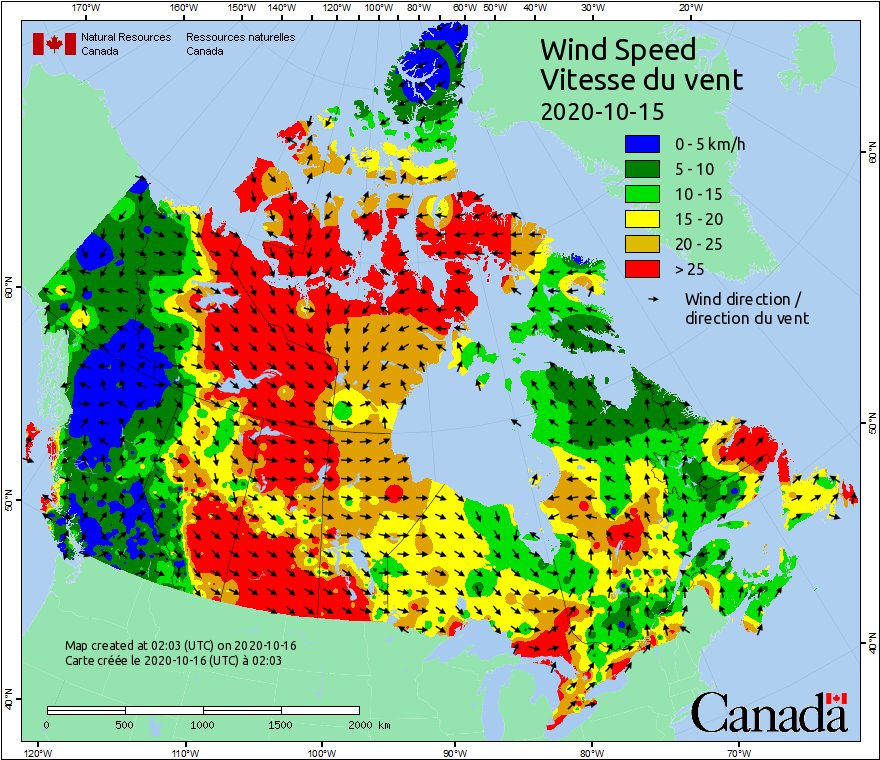 170°W 160°W 150°W 140°W 130°W 120°W 110°W 100°W 80°W 60°W 50°W 40°W 30°W 20°W
Natural Resources Ressources naturelles
Canada Canada
Wind Speed
Vitesse du vent
2020-10-15
0 - 5 km/h
5 - 10
10 - 15
15 - 20
20 - 25
> 25
Wind direction /
direction du vent
60°N
50°N
40°N
60°N
50°N
40°N
Map created at 02:03 (UTC) on 2020-10-16
Carte créée le 2020-10-16 (UTC) à 02:03
0 500 1000 1500 2000 km
Canada
120°W 110°W 100°W 90°W 80°W 70°W